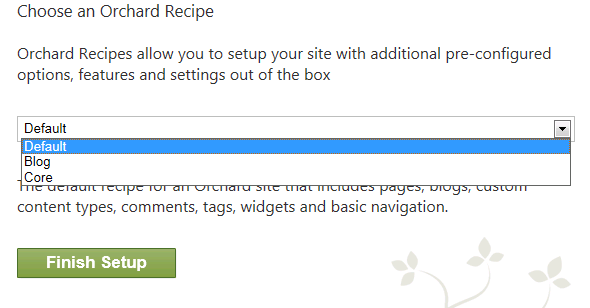 Choose an Orchard Recipe
Orchard Recipes allow you to setup your site with additional pre-configured
options, features and settings out of the box
Default
Default
Blog
Core
The default recipe for an Orchard site that includes pages, blogs, custom
content types, comments, tags, widgets and basic navigation.
Finish Setup